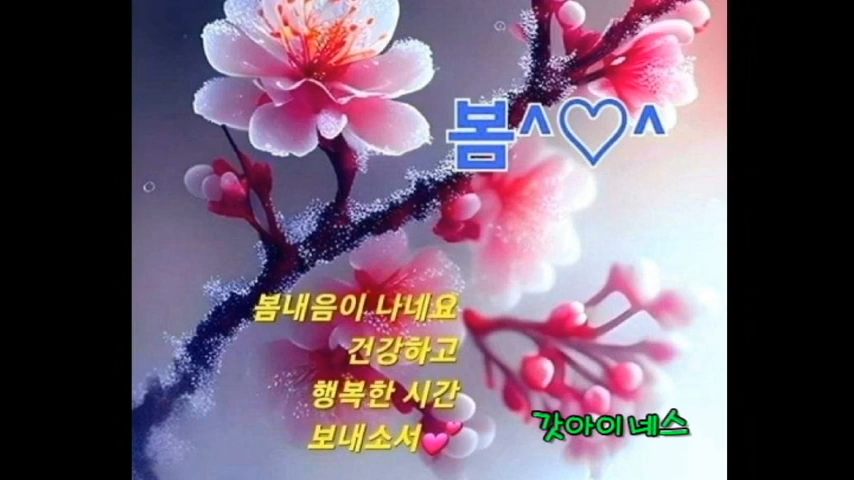 봄^♡^
봄내음이 나네요
건강하고
행복한 시간
보내소서💕
갓아이 네스